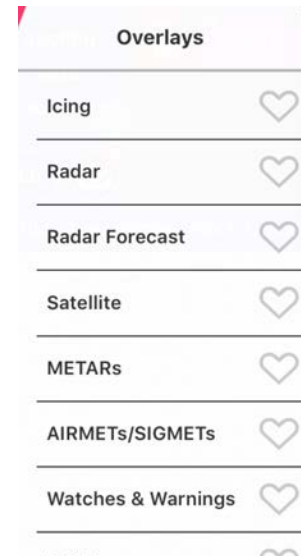 Overlays
Icing
Radar
Radar Forecast
Satellite
METARs
AIRMETs/SIGMETs
Watches & Warnings